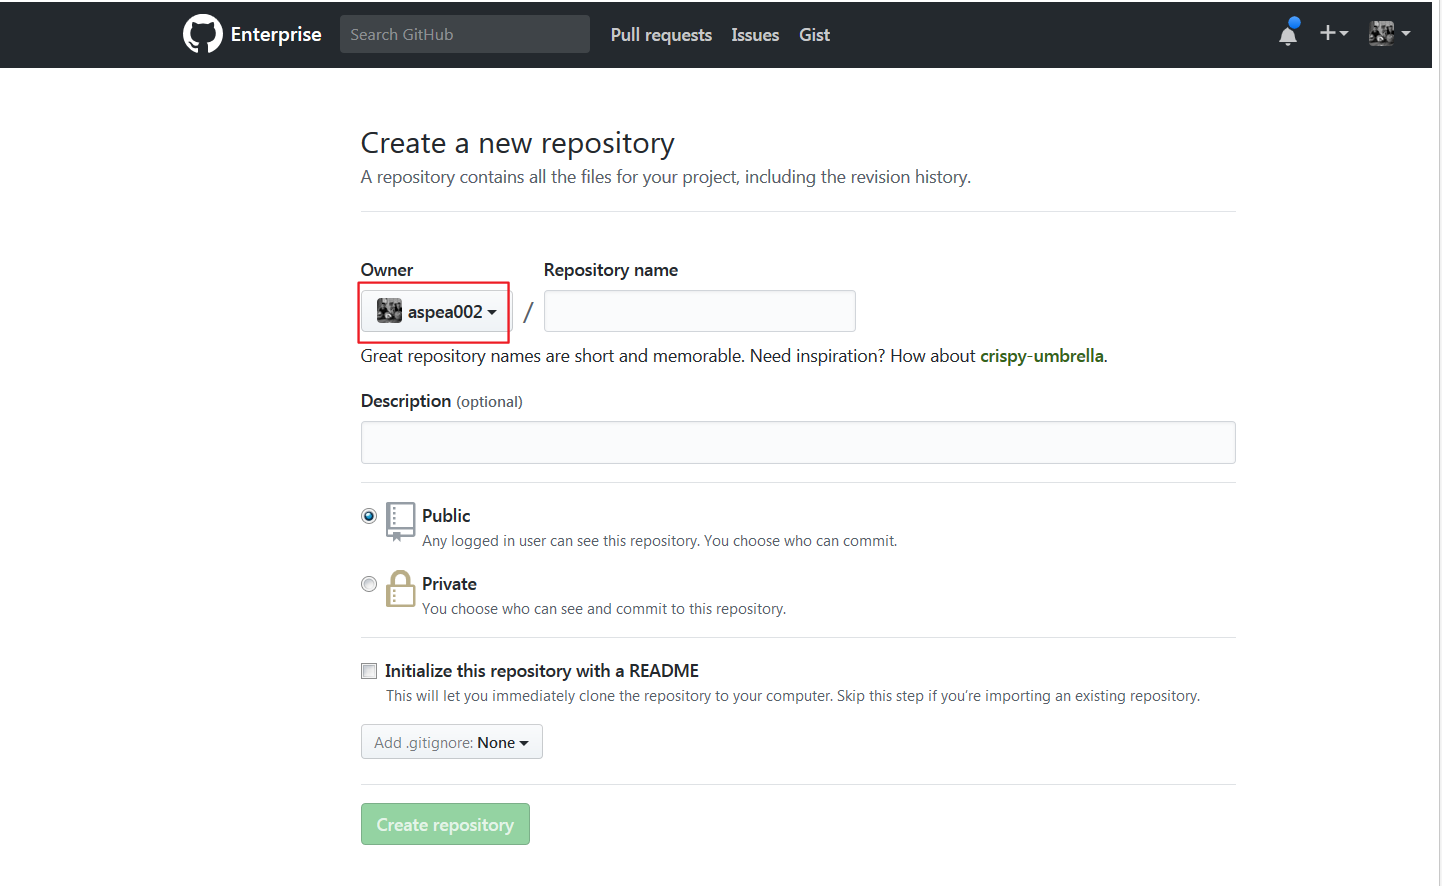 Enterprise Search GitHub Pull requests Issues Gist
Create a new repository
A repository contains all the files for your project, including the revision history.
Owner Repository name
aspea002 /
Great repository names are short and memorable. Need inspiration? How about crispy-umbrella.
Description (optional)
Public
Any logged in user can see this repository. You choose who can commit.
Private
You choose who can see and commit to this repository.
Initialize this repository with a README
This will let you immediately clone the repository to your computer. Skip this step if you’re importing an existing repository.
Add .gitignore: None
Create repository